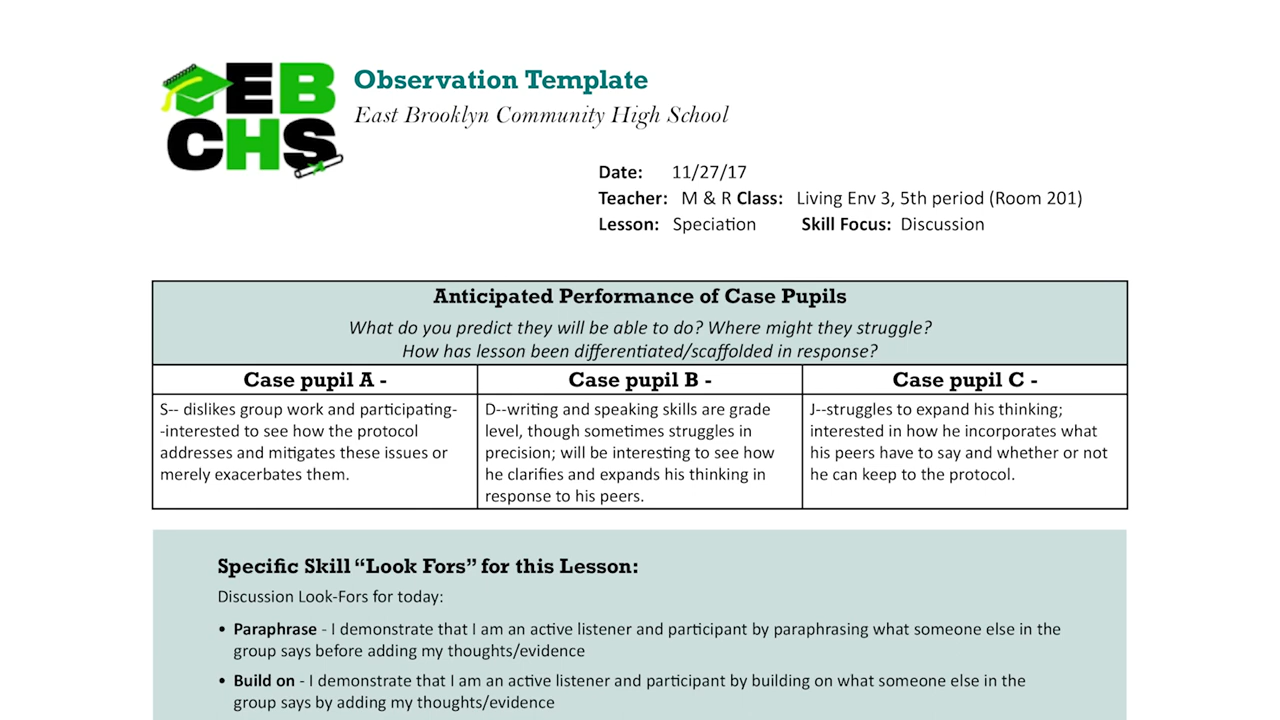 EB
CHS
Observation Template
East Brooklyn Community High School
Date: 11/27/17
Teacher: M & R Class: Living Env 3, 5th period (Room 201)
Lesson: Speciation Skill Focus: Discussion
Anticipated Performance of Case Pupils
What do you predict they will be able to do? Where might they struggle?
How has lesson been differentiated/scaffolded in response?
Case pupil A -
S-- dislikes group work and participating-
-interested to see how the protocol
addresses and mitigates these issues or
merely exacerbates them.
Case pupil B -
D--writing and speaking skills are grade
level, though sometimes struggles in
precision; will be interesting to see how
he clarifies and expands his thinking in
response to his peers.
Case pupil C -
J--struggles to expand his thinking;
interested in how he incorporates what
his peers have to say and whether or not
he can keep to the protocol.
Specific Skill “Look Fors” for this Lesson:
Discussion Look-Fors for today:
• Paraphrase - I demonstrate that I am an active listener and participant by paraphrasing what someone else in the
group says before adding my thoughts/evidence
• Build on - I demonstrate that I am an active listener and participant by building on what someone else in the
group says by adding my thoughts/evidence